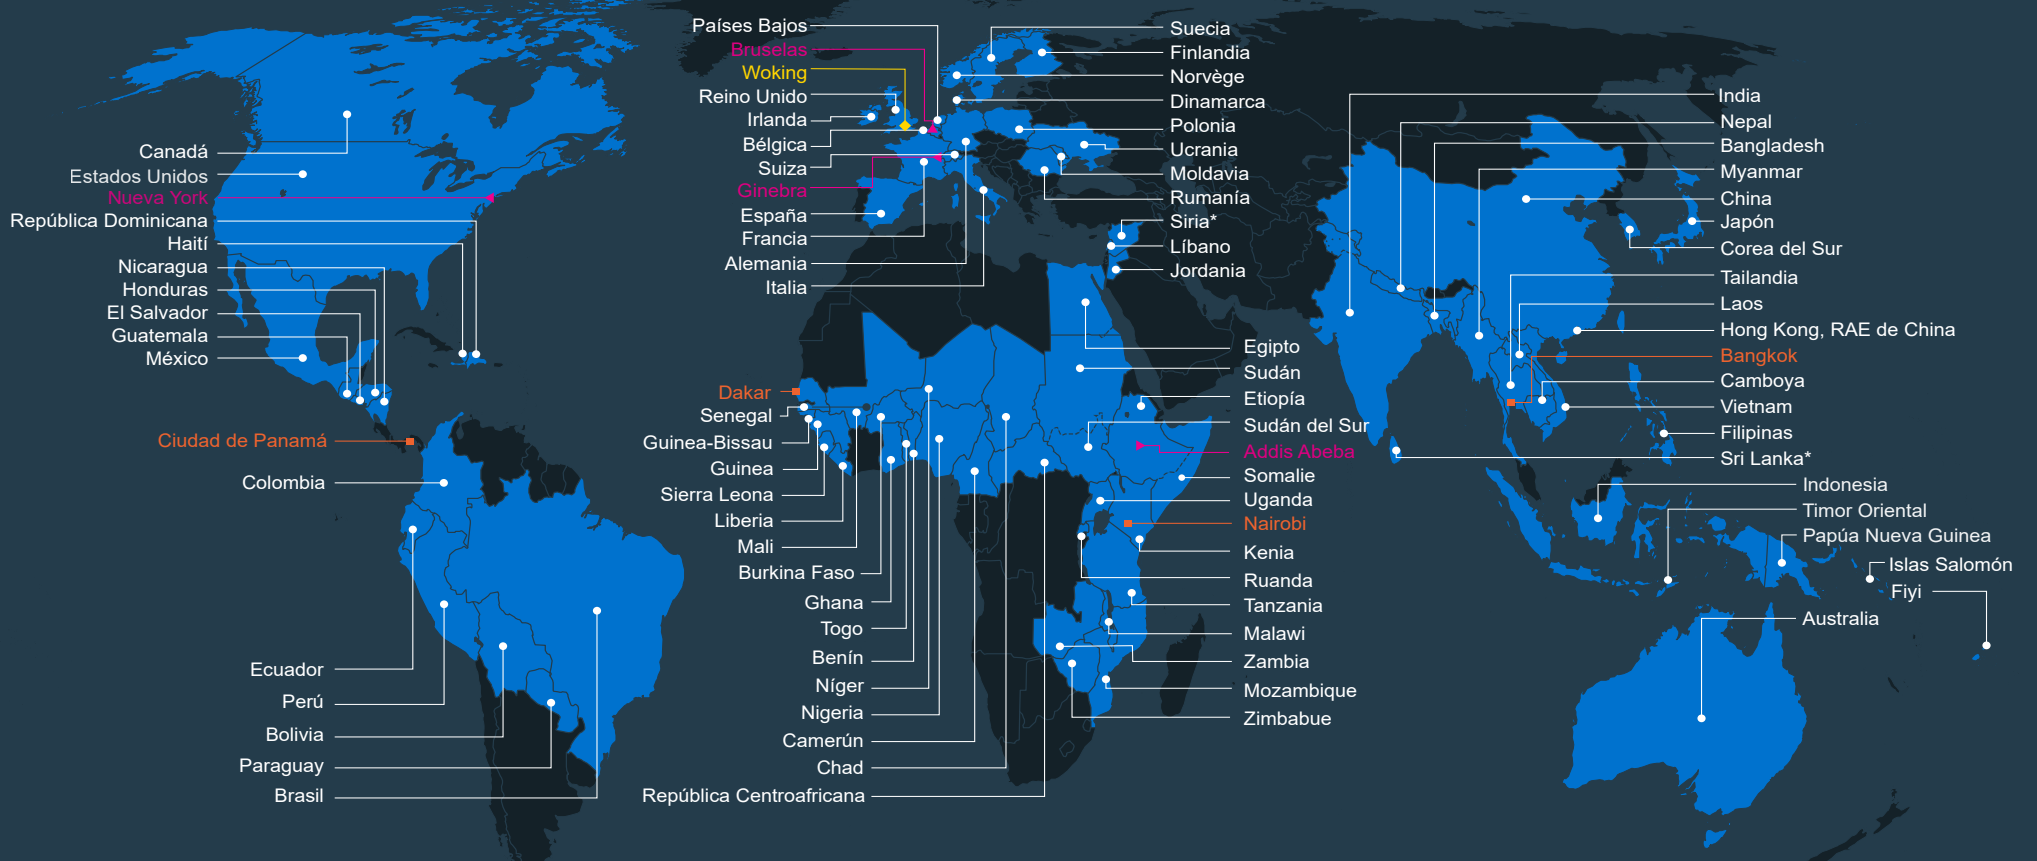 Canadá
Estados Unidos
Nueva York
República Dominicana
Haití
Nicaragua
Honduras
El Salvador
Guatemala
México
Ciudad de Panamá
Colombia
Ecuador
Perú
Bolivia
Paraguay
Brasil
Países Bajos
Bruselas
Woking
Reino Unido
Irlanda
Bélgica
Suiza
Ginebra
España
Francia
Alemania
Italia
Suecia
Finlandia
Norvège
Dinamarca
Polonia
Ucrania
Moldavia
Rumanía
Siria*
Líbano
Jordania
Dakar
Senegal
Guinea-Bissau
Guinea
Sierra Leona
Liberia
Mali
Burkina Faso
Ghana
Togo
Benín
Níger
Nigeria
Camerún
Chad
República Centroafricana
Egipto
Sudán
Etiopía
Sudán del Sur
Addis Abeba
Somalie
Uganda
Nairobi
Kenia
Ruanda
Tanzania
Malawi
Zambia
Mozambique
Zimbabue
India
Nepal
Bangladesh
Myanmar
China
Japón
Corea del Sur
Tailandia
Laos
Hong Kong, RAE de China
Bangkok
Camboya
Vietnam
Filipinas
Sri Lanka*
Indonesia
Timor Oriental
Papúa Nueva Guinea
Islas Salomón
Fiyi
Australia